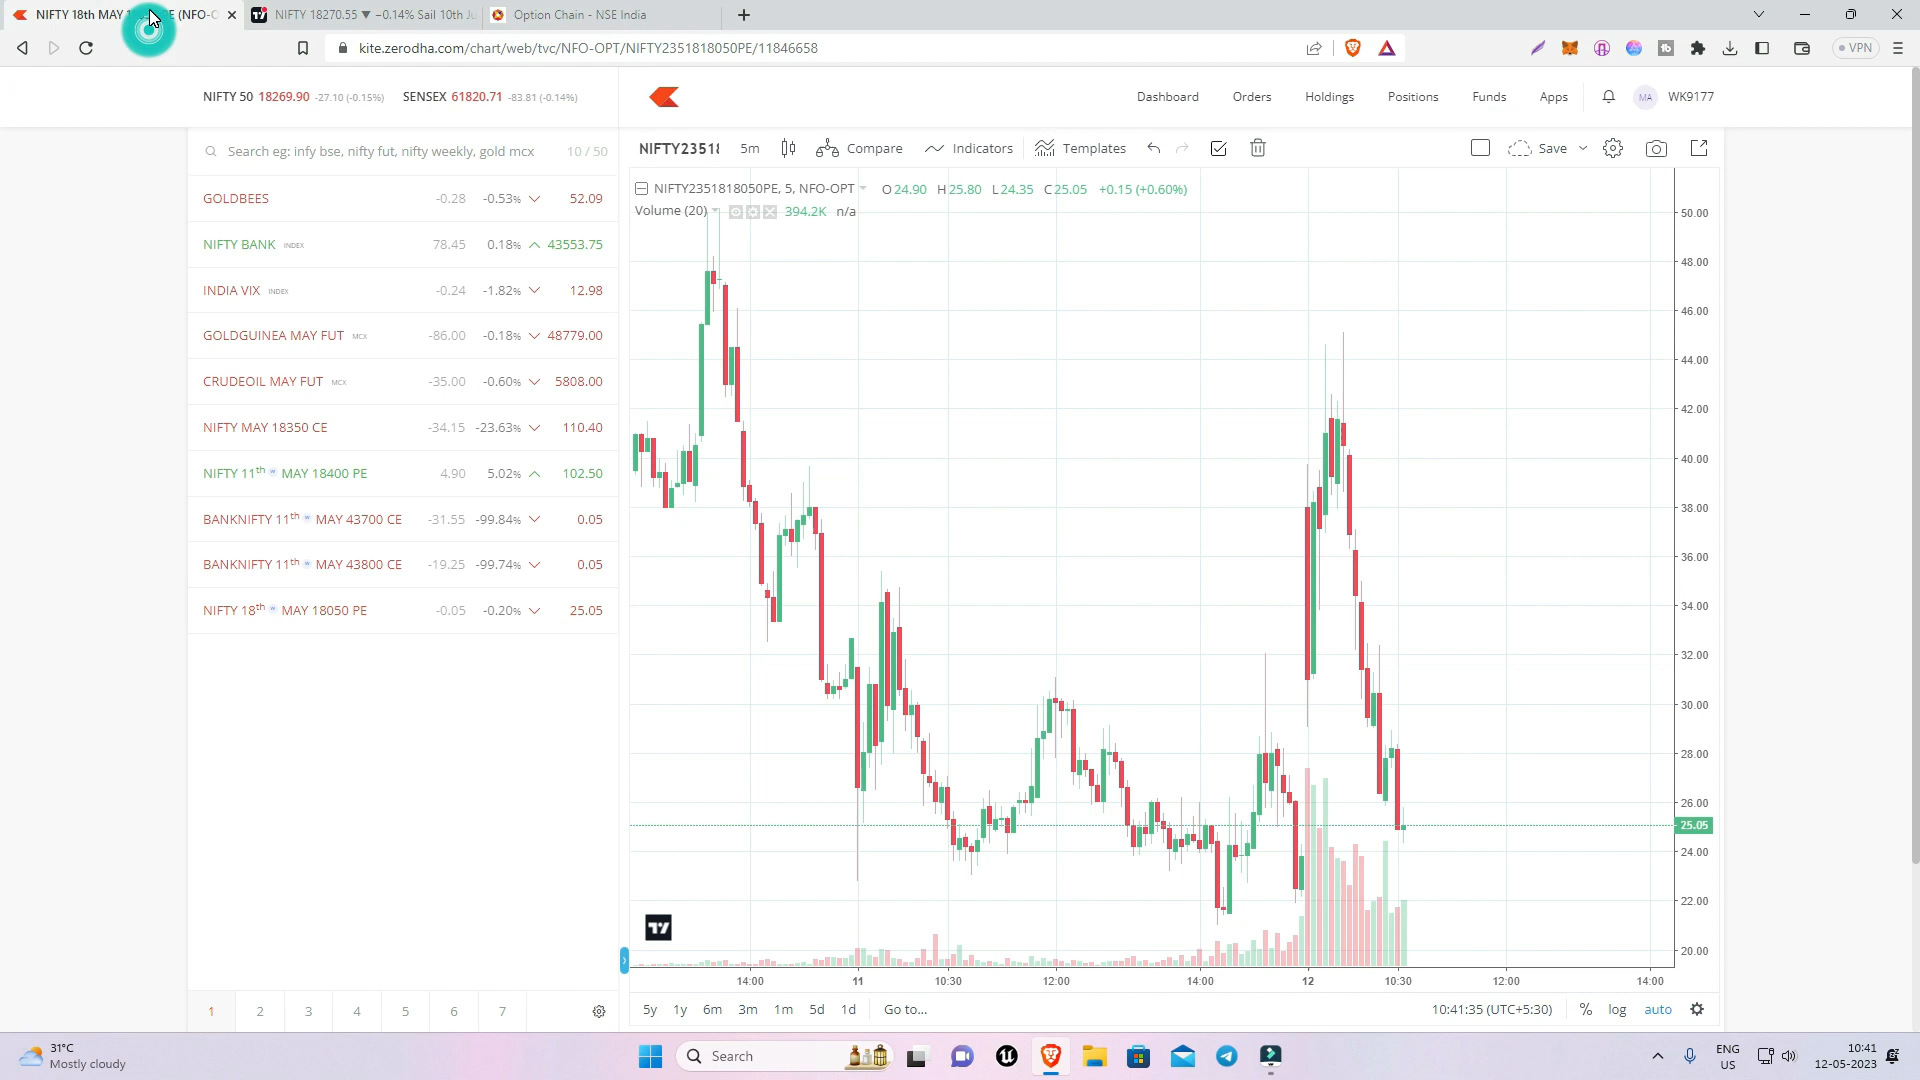 NIFTY 18th MAY
E (NFO-O
NIFTY 18270.55 ▼ −0.14% Sail 10th Ju
Option Chain - NSE India
kite.zerodha.com/chart/web/tvc/NFO-OPT/NIFTY2351818050PE/11846658
VPN
NIFTY 50 18269.90 -27.10 (-0.15%) SENSEX 61820.71 -83.81 (-0.14%)
Dashboard Orders Holdings Positions Funds Apps MA WK9177
Search eg: infy bse, nifty fut, nifty weekly, gold mcx 10 / 50
GOLDBEES -0.28 -0.53% 52.09
NIFTY BANK INDEX 78.45 0.18% 43553.75
INDIA VIX INDEX -0.24 -1.82% 12.98
GOLDGUINEA MAY FUT MCX -86.00 -0.18% 48779.00
CRUDEOIL MAY FUT MCX -35.00 -0.60% 5808.00
NIFTY MAY 18350 CE -34.15 -23.63% 110.40
NIFTY 11th w MAY 18400 PE 4.90 5.02% 102.50
BANKNIFTY 11th w MAY 43700 CE -31.55 -99.84% 0.05
BANKNIFTY 11th w MAY 43800 CE -19.25 -99.74% 0.05
NIFTY 18th w MAY 18050 PE -0.05 -0.20% 25.05
1 2 3 4 5 6 7
NIFTY23518 5m Compare Indicators Templates Save
NIFTY2351818050PE, 5, NFO-OPT O24.90 H25.80 L24.35 C25.05 +0.15 (+0.60%)
Volume (20) 394.2K n/a
50.00
48.00
46.00
44.00
42.00
40.00
38.00
36.00
34.00
32.00
30.00
28.00
26.00
25.05
24.00
22.00
20.00
14:00 11 10:30 12:00 14:00 12 10:30 12:00 14:00
5y 1y 6m 3m 1m 5d 1d Go to... 10:41:35 (UTC+5:30) % log auto
31°C
Mostly cloudy
Search
ENG
US
10:41
12-05-2023